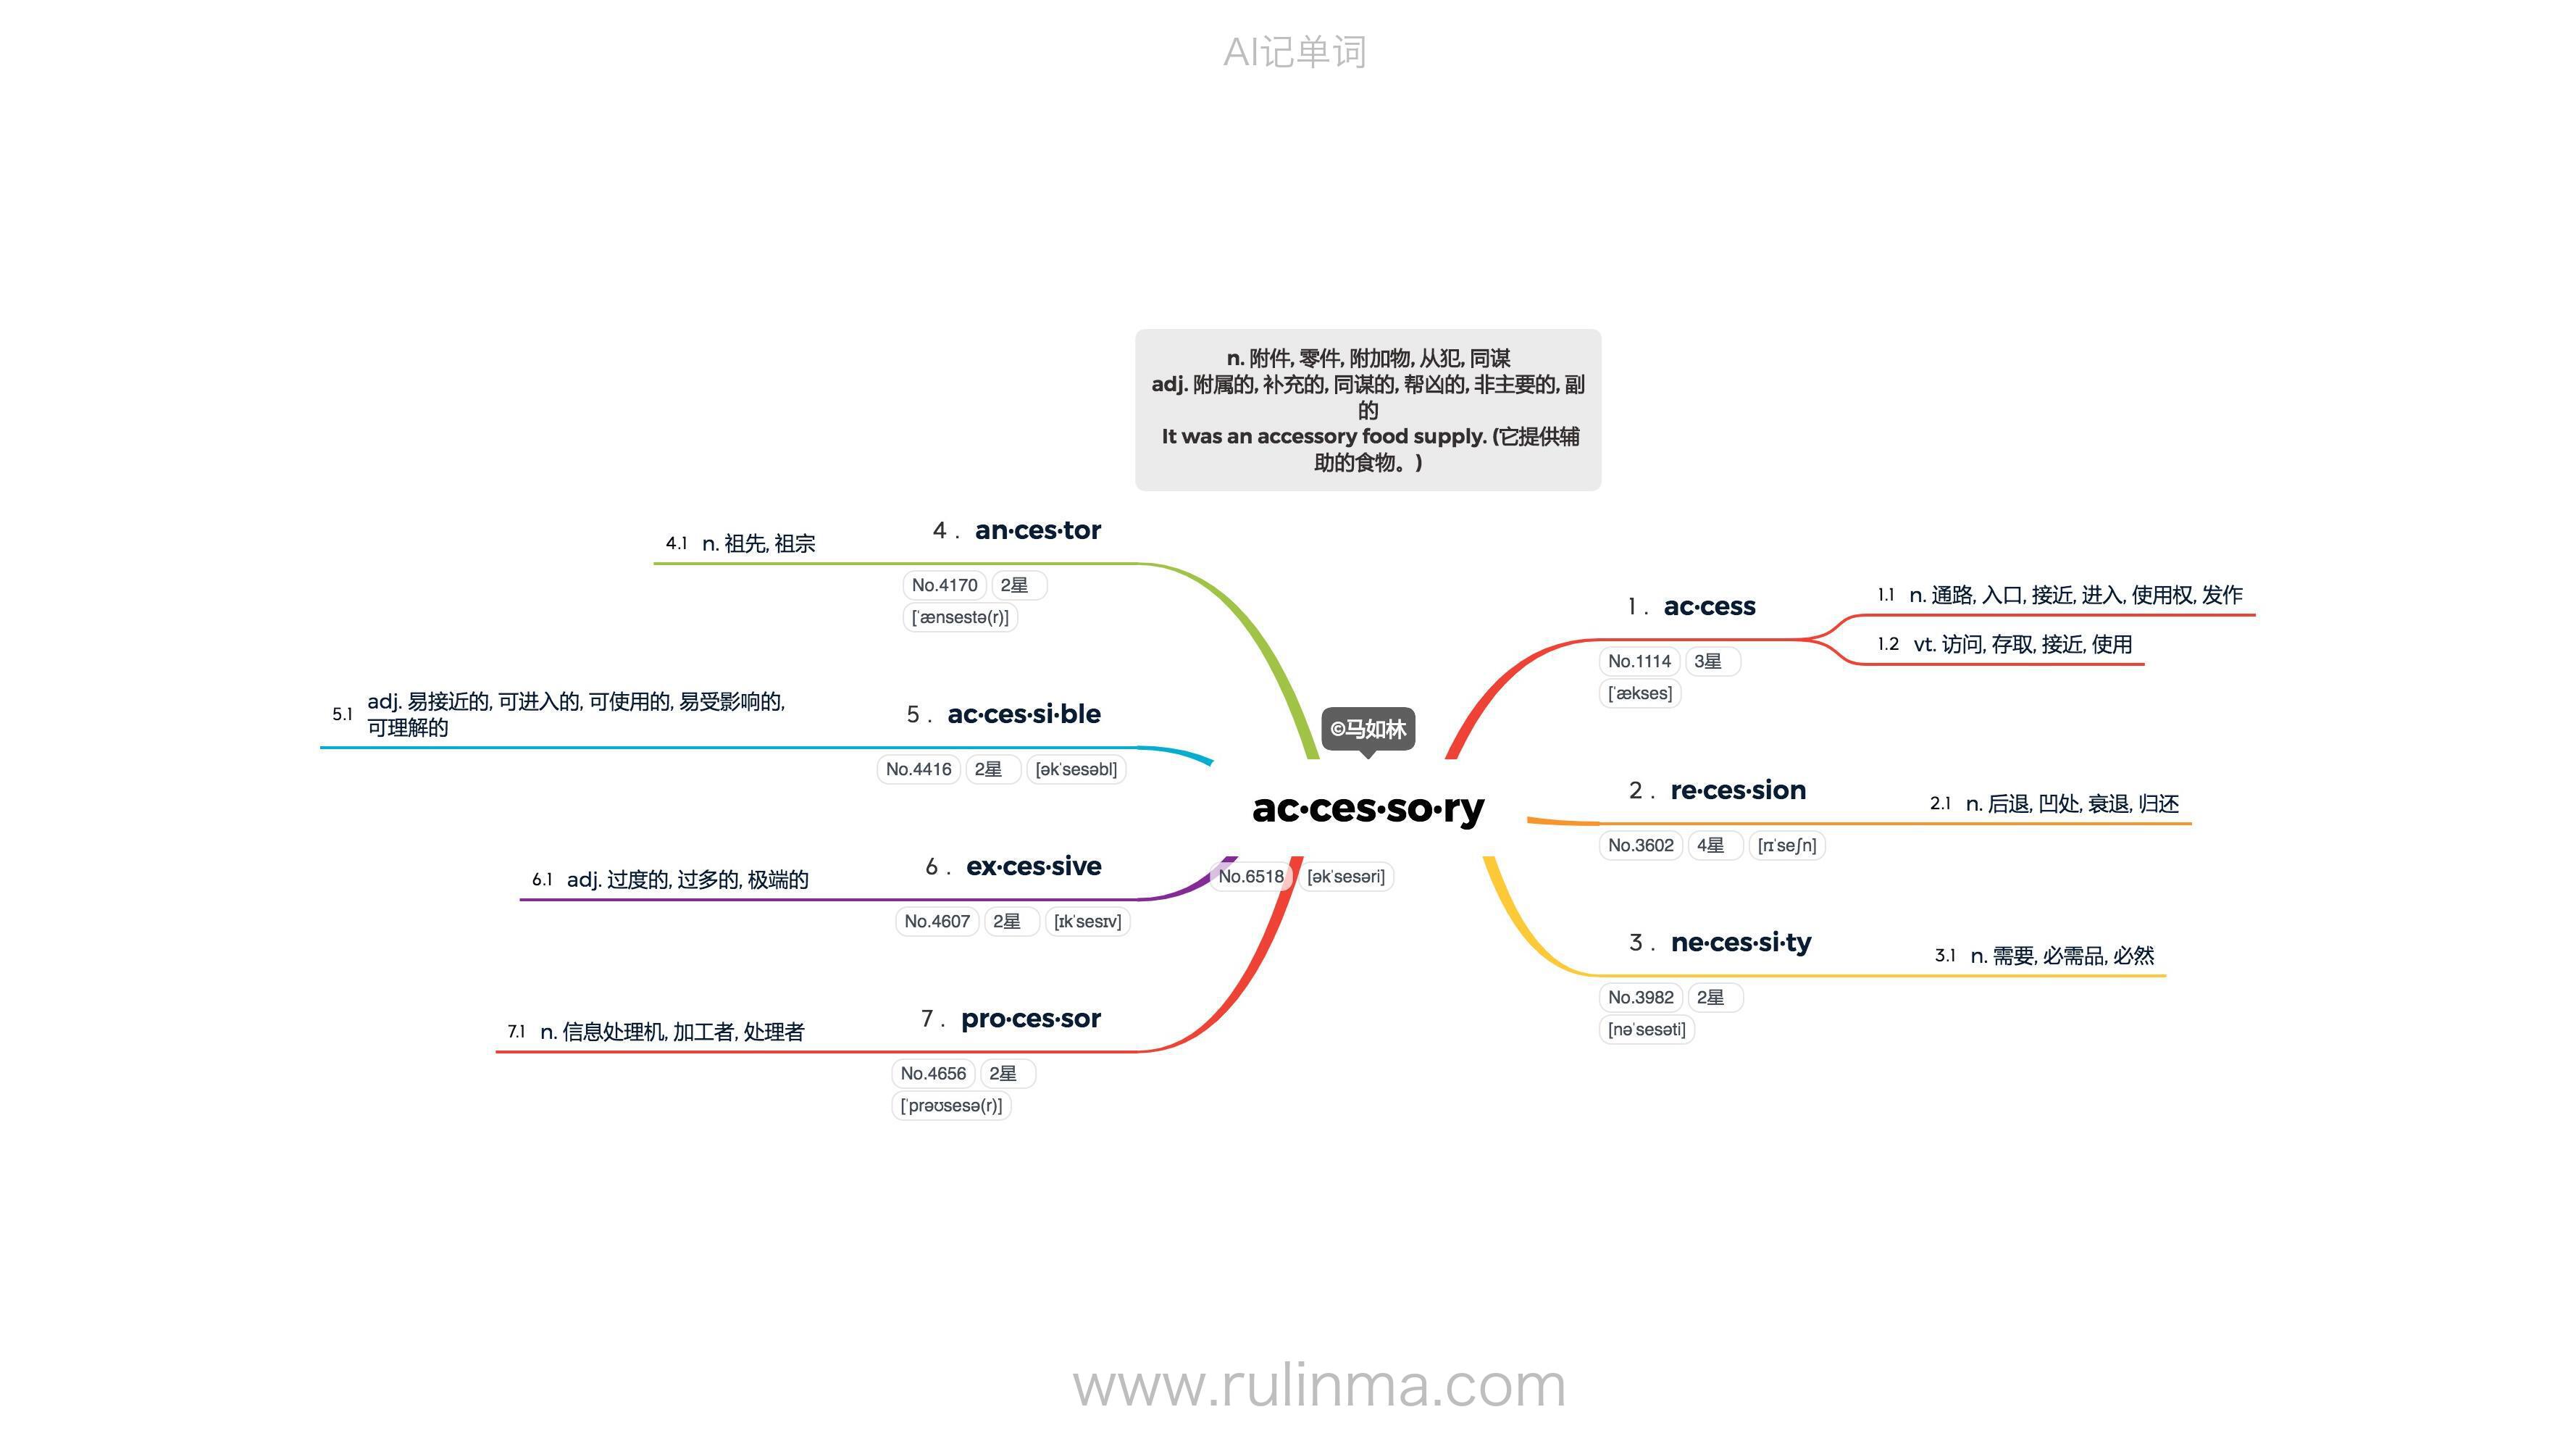 AI记单词
n. 附件, 零件, 附加物, 从犯, 同谋
adj. 附属的, 补充的, 同谋的, 帮凶的, 非主要的, 副
的
It was an accessory food supply. (它提供辅
助的食物。)
©马如林
ac·ces·so·ry
No.6518 [əkˈsesəri]
1 . ac·cess
No.1114 3星
[ˈækses]
1.1 n. 通路, 入口, 接近, 进入, 使用权, 发作
1.2 vt. 访问, 存取, 接近, 使用
2 . re·ces·sion
No.3602 4星 [rɪˈseʃn]
2.1 n. 后退, 凹处, 衰退, 归还
3 . ne·ces·si·ty
No.3982 2星
[nəˈsesəti]
3.1 n. 需要, 必需品, 必然
4 . an·ces·tor
No.4170 2星
[ˈænsestə(r)]
4.1 n. 祖先, 祖宗
5 . ac·ces·si·ble
No.4416 2星 [əkˈsesəbl]
5.1 adj. 易接近的, 可进入的, 可使用的, 易受影响的,
可理解的
6 . ex·ces·sive
No.4607 2星 [ɪkˈsesɪv]
6.1 adj. 过度的, 过多的, 极端的
7 . pro·ces·sor
No.4656 2星
[ˈprəʊsesə(r)]
7.1 n. 信息处理机, 加工者, 处理者
www.rulinma.com